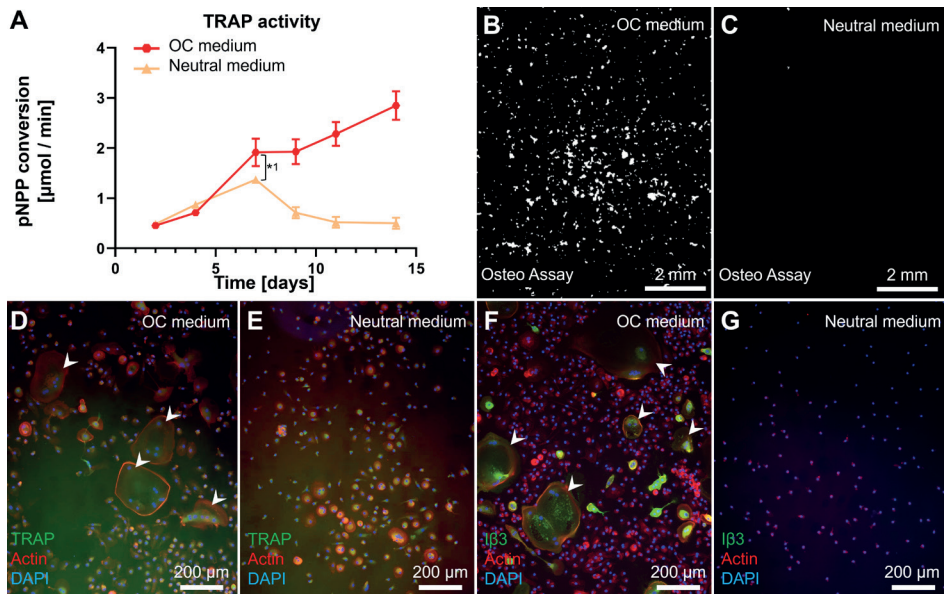 A
TRAP activity
OC medium
Neutral medium
pNPP conversion
[µmol / min]
4
3
2
1
0
*1
0
5
10
15
Time [days]
B
OC medium
Osteo Assay
2 mm
C
Neutral medium
Osteo Assay
2 mm
D
OC medium
TRAP
Actin
DAPI
200 µm
E
Neutral medium
TRAP
Actin
DAPI
200 µm
F
OC medium
Iβ3
Actin
DAPI
200 µm
G
Neutral medium
Iβ3
Actin
DAPI
200 µm